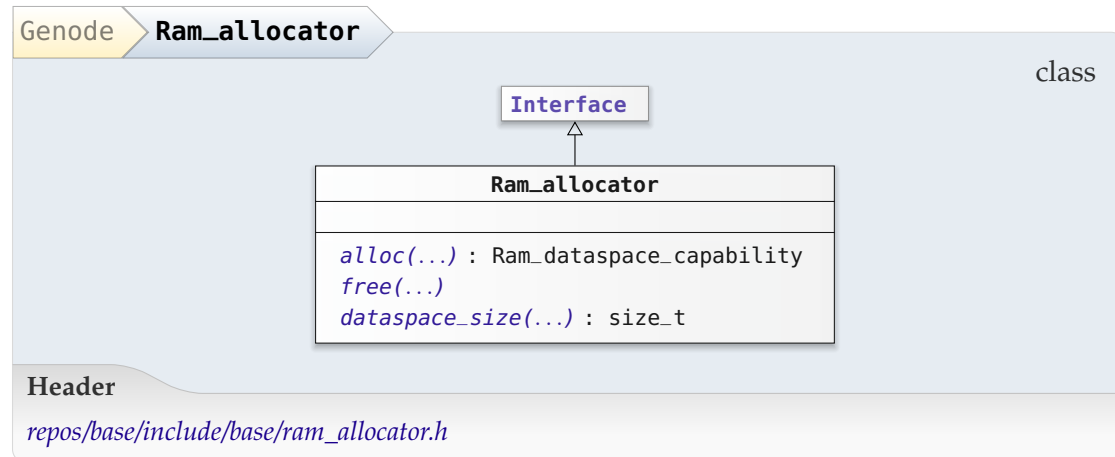 Genode Ram_allocator
class
Interface
Ram_allocator
alloc(...) : Ram_dataspace_capability
free(...)
dataspace_size(...) : size_t
Header
repos/base/include/base/ram_allocator.h